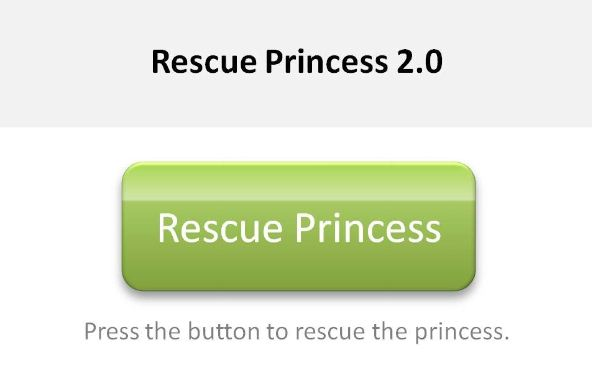 Rescue Princess 2.0
Rescue Princess
Press the button to rescue the princess.